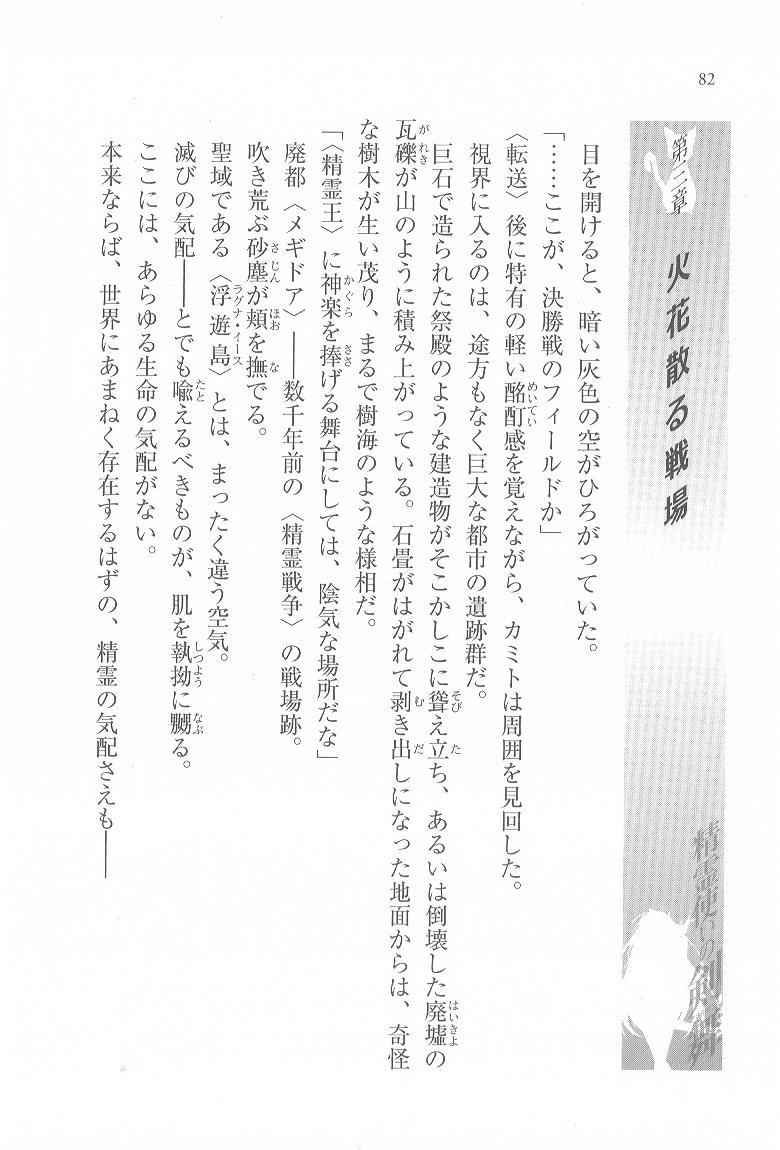 82
第三章 火花散る戦場
精霊使いの剣舞
目を開けると、暗い灰色の空がひろがっていた。
「……ここが、決勝戦のフィールドか」
〈転送〉後に特有の軽い酩酊感を覚えながら、カミトは周囲を見回した。
視界に入るのは、途方もなく巨大な都市の遺跡群だ。
巨石で造られた祭殿のような建造物がそこかしこに聳え立ち、あるいは倒壊した廃墟の
瓦礫が山のように積み上がっている。石畳がはがれて剥き出しになった地面からは、奇怪
な樹木が生い茂り、まるで樹海のような様相だ。
「〈精霊王〉に神楽を捧げる舞台にしては、陰気な場所だな」
廃都〈メギドア〉――数千年前の〈精霊戦争〉の戦場跡。
吹き荒ぶ砂塵が頬を撫でる。
聖域である〈浮遊島〉とは、まったく違う空気。
滅びの気配――とでも喩えるべきものが、肌を執拗に嬲る。
ここには、あらゆる生命の気配がない。
本来ならば、世界にあまねく存在するはずの、精霊の気配さえも――